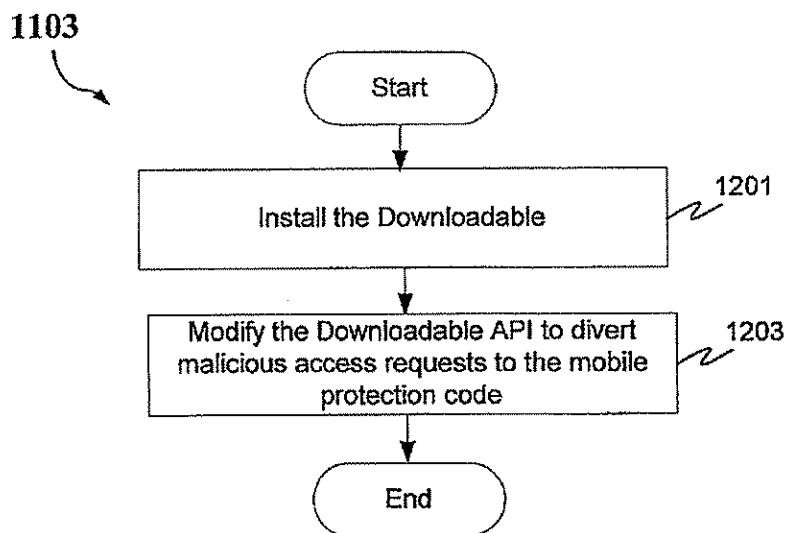 1103
Start
Install the Downloadable
1201
Modify the Downloadable API to divert
malicious access requests to the mobile
protection code
1203
End